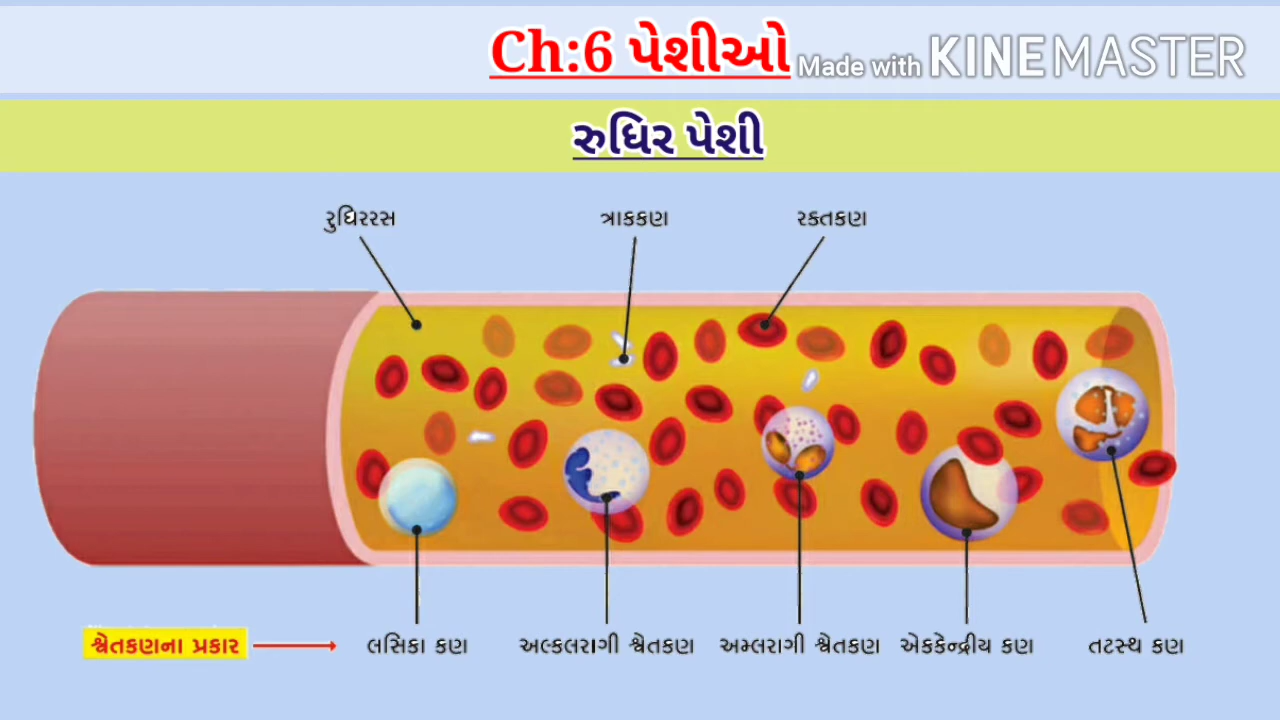 Ch:6 પેશીઓ Made with KINEMASTER
રુધિર પેશી
રુધિરરસ ત્રાકકણ રક્તકણ
શ્વેતકણના પ્રકાર લસિકા કણ અલ્કલરાગી શ્વેતકણ અમ્લરાગી શ્વેતકણ એકકેન્દ્રીય કણ તટસ્થ કણ